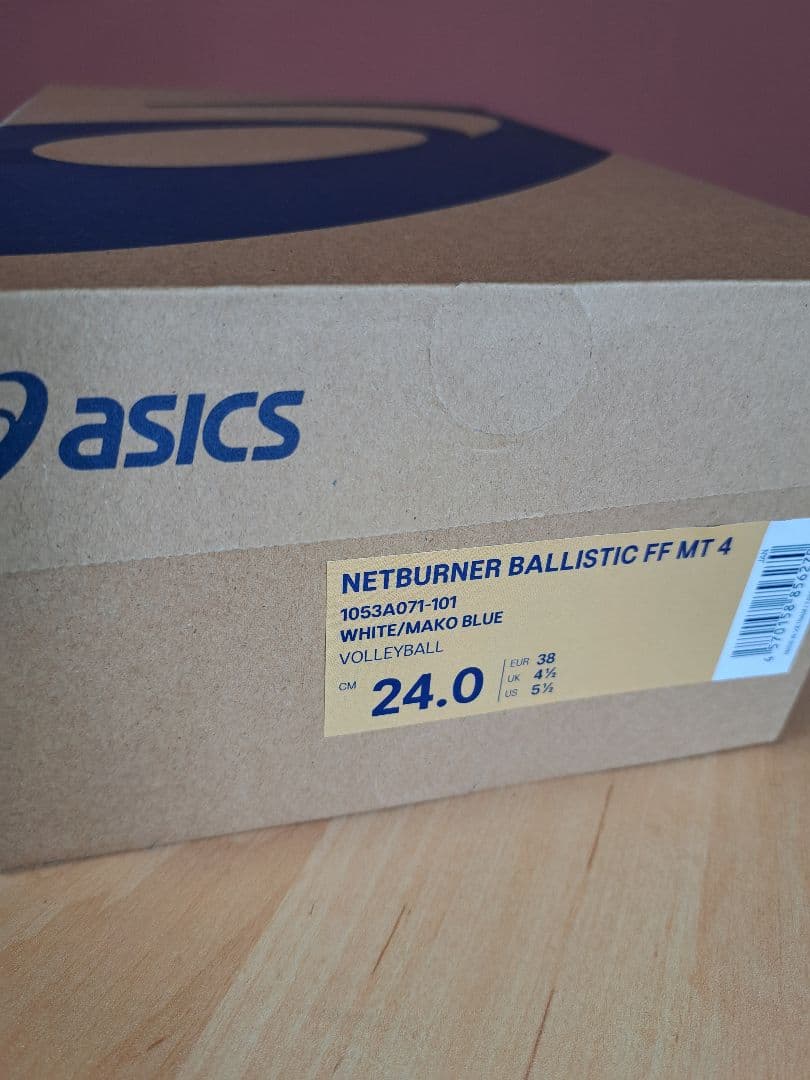 asics
NETBURNER BALLISTIC FF MT 4
1053A071-101
WHITE/MAKO BLUE
VOLLEYBALL
CM 24.0
EUR 38
UK 4½
US 5½
JAN